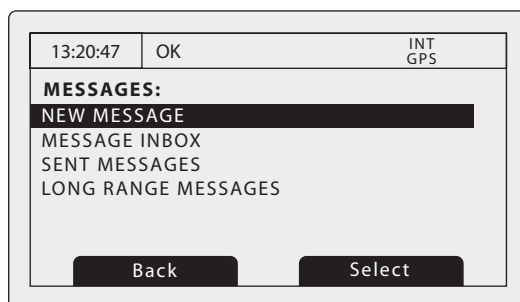 13:20:47 OK INT
GPS
MESSAGES:
NEW MESSAGE
MESSAGE INBOX
SENT MESSAGES
LONG RANGE MESSAGES
Back Select